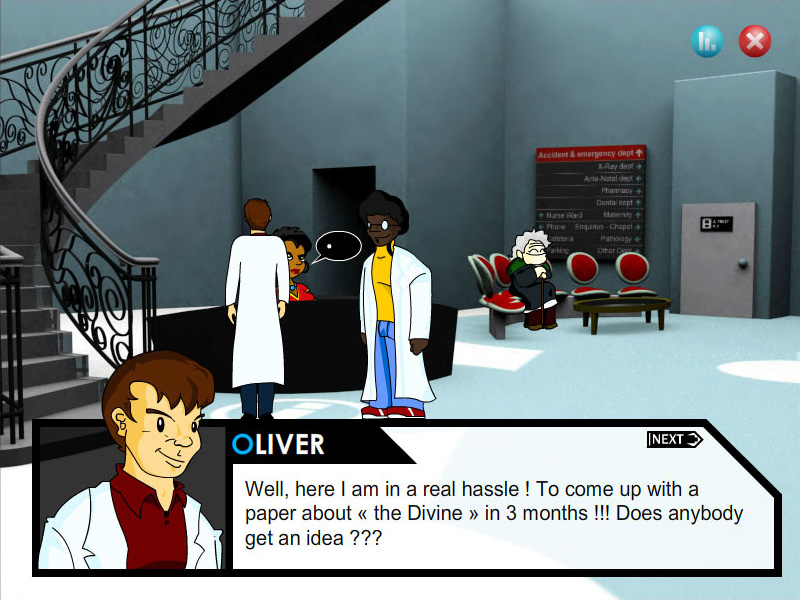 Accident & emergency dept
X-Ray dept
Ante-Natal dept
Pharmacy
Dental dept
Nurse Ward Maternity
Phone Enquiries - Chapel
Cafeteria Pathology
Parking Other Dept
OLIVER
NEXT
Well, here I am in a real hassle ! To come up with a
paper about « the Divine » in 3 months !!! Does anybody
get an idea ???